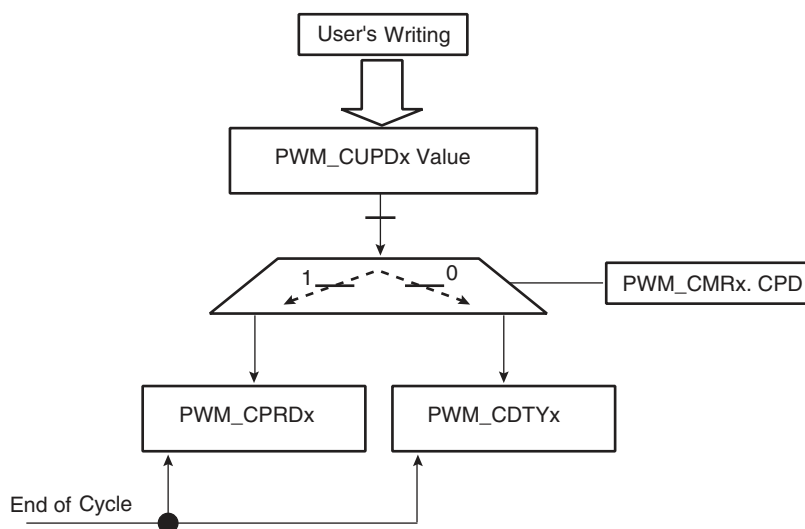 User's Writing
PWM_CUPDx Value
1
0
PWM_CMRx. CPD
PWM_CPRDx
PWM_CDTYx
End of Cycle